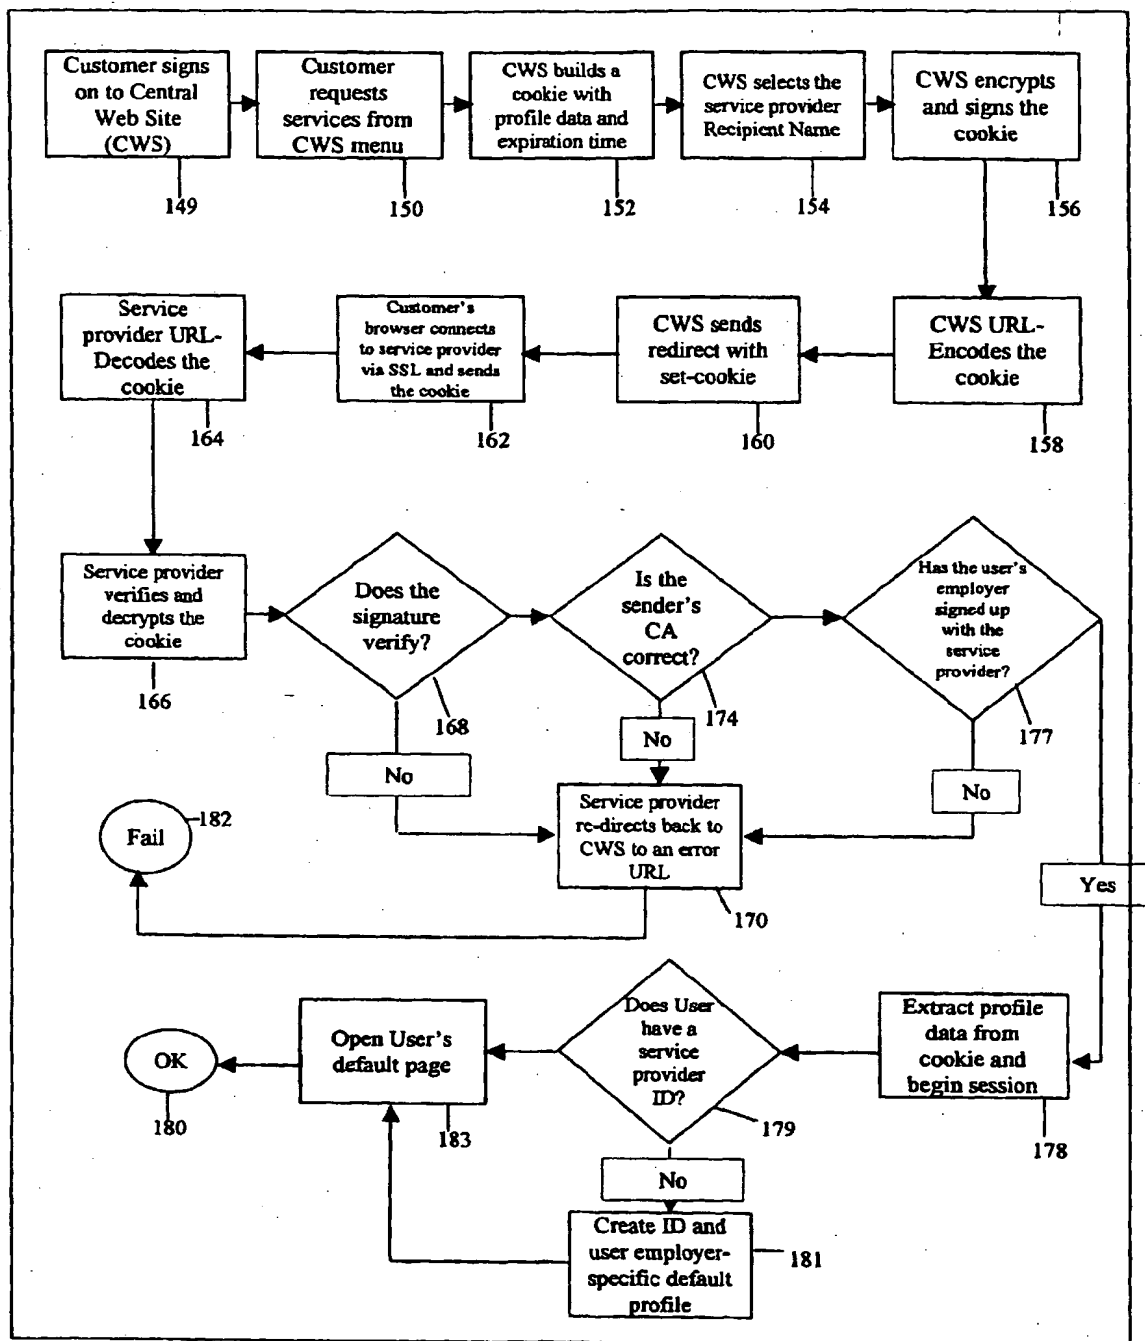 Customer signs
on to Central
Web Site
(CWS)
149
Customer
requests
services from
CWS menu
150
CWS builds a
cookie with
profile data and
expiration time
152
CWS selects the
service provider
Recipient Name
154
CWS encrypts
and signs the
cookie
156
CWS URL-
Encodes the
cookie
158
CWS sends
redirect with
set-cookie
160
Customer's
browser connects
to service provider
via SSL and sends
the cookie
162
Service
provider URL-
Decodes the
cookie
164
Service provider
verifies and
decrypts the
cookie
166
Does the
signature
verify?
168
No
Is the
sender's
CA
correct?
174
No
Has the user's
employer
signed up
with the
service
provider?
177
No
Yes
Service provider
re-directs back to
CWS to an error
URL
170
Fail
182
Extract profile
data from
cookie and
begin session
178
Does User
have a
service
provider
ID?
179
No
Create ID and
user employer-
specific default
profile
181
Open User's
default page
183
OK
180